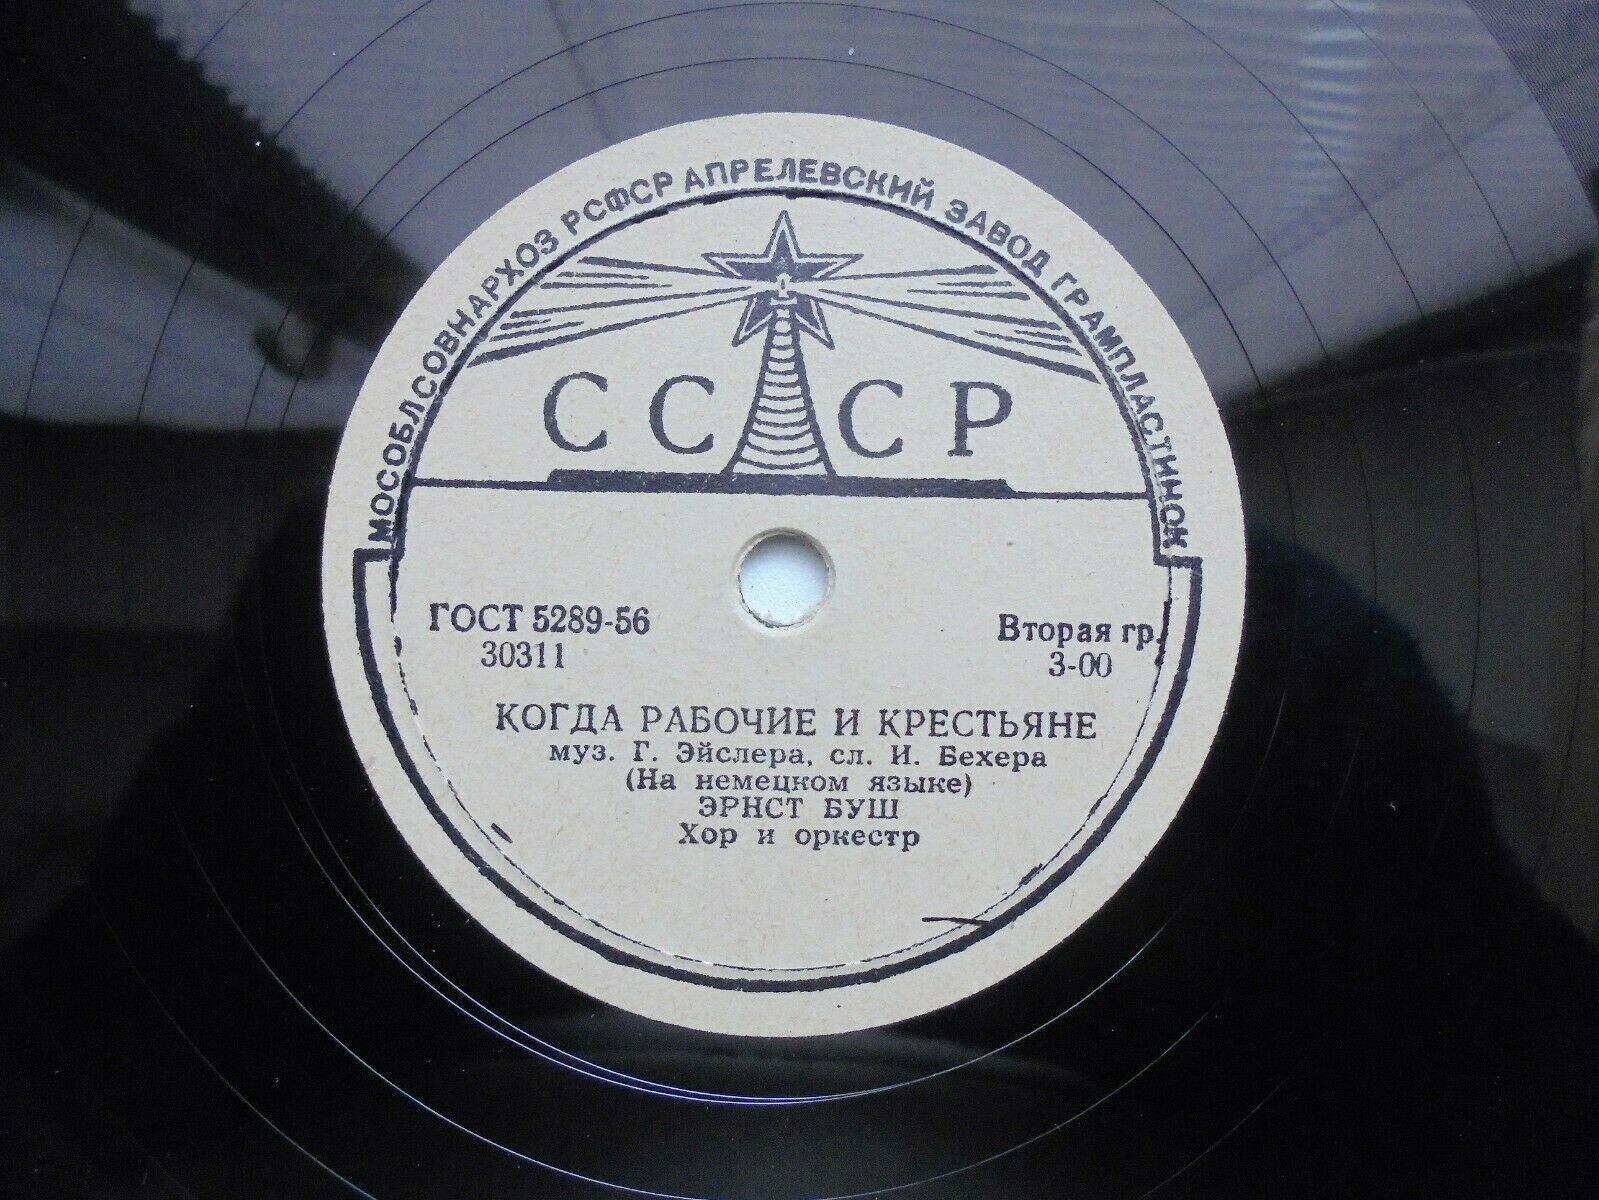 МОСОБЛСОВНАРХОЗ РСФСР АПРЕЛЕВСКИЙ ЗАВОД ГРАМПЛАСТИНОК
СССР
ГОСТ 5289-56 Вторая гр.
30311 3-00
КОГДА РАБОЧИЕ И КРЕСТЬЯНЕ
муз. Г. Эйслера, сл. И. Бехера
(На немецком языке)
ЭРНСТ БУШ
Хор и оркестр